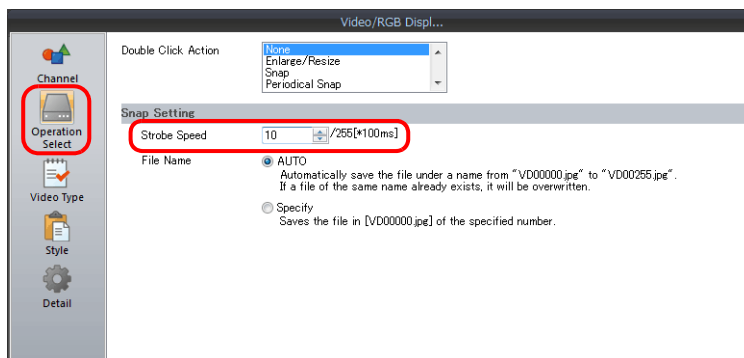 Video/RGB Displ...
Channel
Operation
Select
Video Type
Style
Detail
Double Click Action
None
Enlarge/Resize
Snap
Periodical Snap
Snap Setting
Strobe Speed 10 /255[*100ms]
File Name AUTO
Automatically save the file under a name from "VD00000.jpg" to "VD00255.jpg".
If a file of the same name already exists, it will be overwritten.
Specify
Saves the file in [VD00000.jpg] of the specified number.